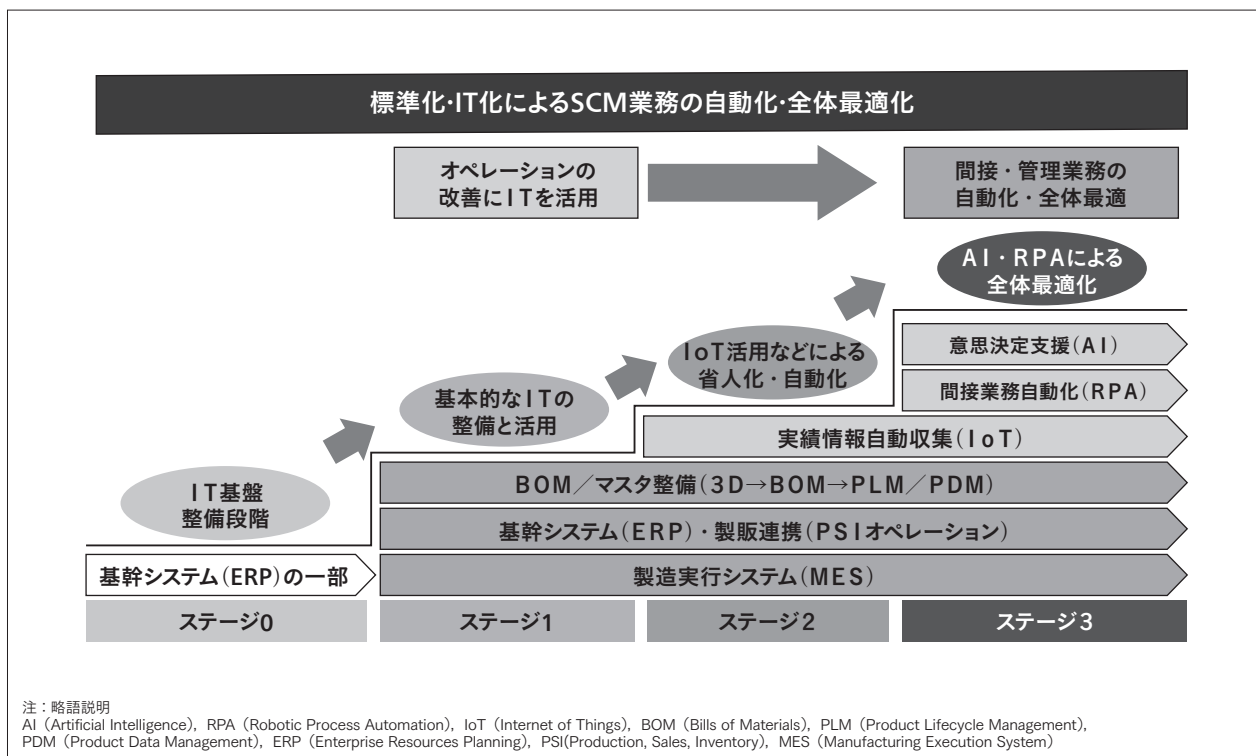 標準化･IT化によるSCM業務の自動化･全体最適化
オペレーションの
改善にITを活用
間接・管理業務の
自動化・全体最適
AI・RPAによる
全体最適化
IoT活用などによる
省人化・自動化
基本的なITの
整備と活用
IT基盤
整備段階
意思決定支援(AI)
間接業務自動化(RPA)
実績情報自動収集(IoT)
BOM／マスタ整備(3D→BOM→PLM／PDM)
基幹システム(ERP)・製販連携(PSIオペレーション)
基幹システム(ERP)の一部
製造実行システム(MES)
ステージ0
ステージ1
ステージ2
ステージ3
注：略語説明
AI（Artificial Intelligence），RPA（Robotic Process Automation），IoT（Internet of Things），BOM（Bills of Materials），PLM（Product Lifecycle Management），
PDM（Product Data Management），ERP（Enterprise Resources Planning），PSI(Production, Sales, Inventory)，MES（Manufacturing Execution System）